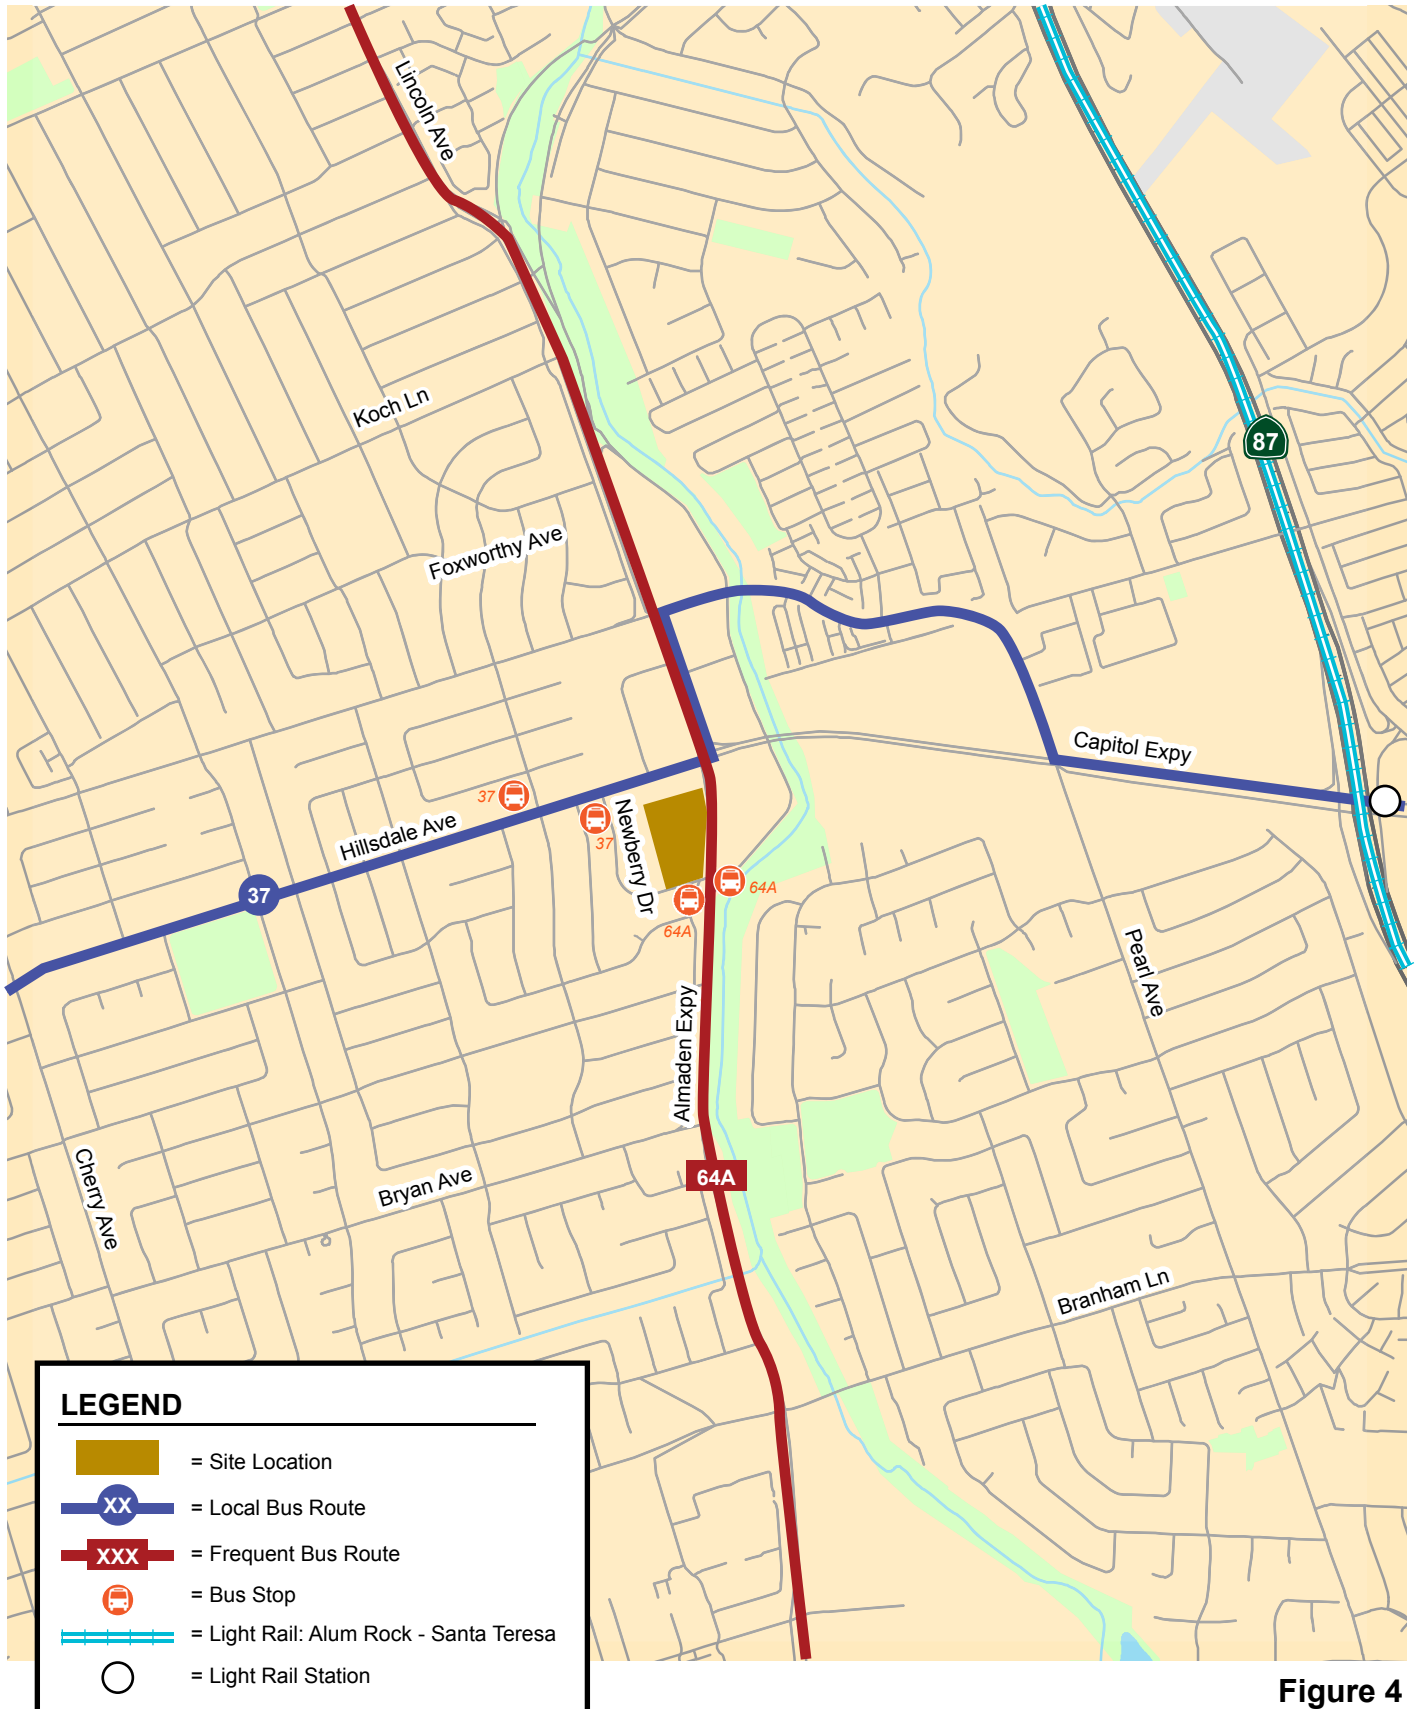 Lincoln Ave
Koch Ln
87
Foxworthy Ave
Capitol Expy
37
Hillsdale Ave
37
Newberry Dr
37
64A
64A
Pearl Ave
Almaden Expy
Cherry Ave
Bryan Ave
64A
Branham Ln
LEGEND
= Site Location
XX = Local Bus Route
XXX = Frequent Bus Route
= Bus Stop
= Light Rail: Alum Rock - Santa Teresa
= Light Rail Station
Figure 4